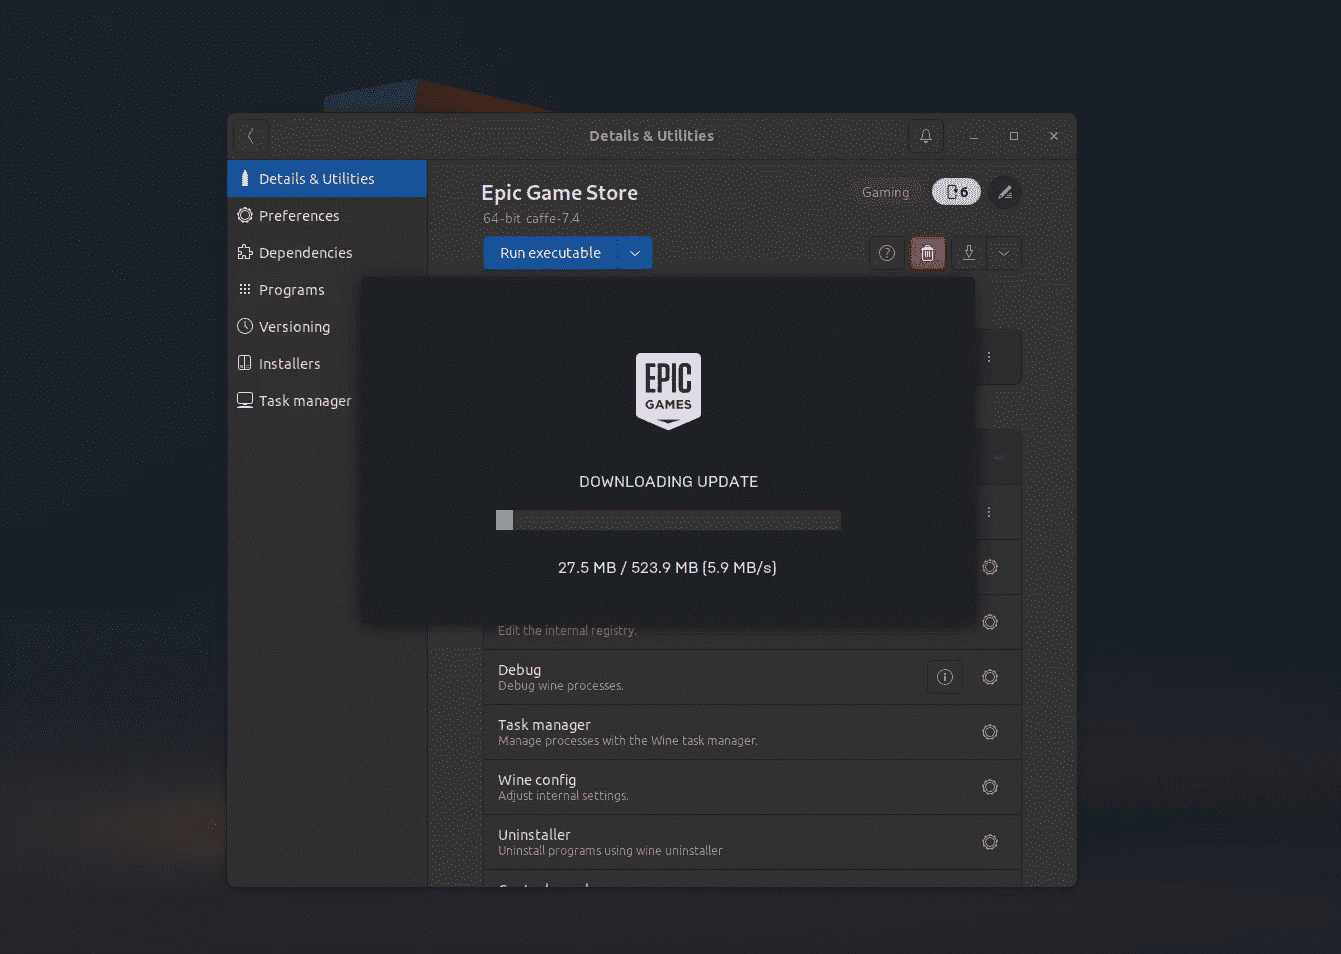 Details & Utilities
Details & Utilities
Preferences
Dependencies
Programs
Versioning
Installers
Task manager
Epic Game Store
Gaming
6
64-bit caffe-7.4
Run executable
EPIC
GAMES
DOWNLOADING UPDATE
27.5 MB / 523.9 MB (5.9 MB/s)
Edit the internal registry.
Debug
Debug wine processes.
Task manager
Manage processes with the Wine task manager.
Wine config
Adjust internal settings.
Uninstaller
Uninstall programs using wine uninstaller